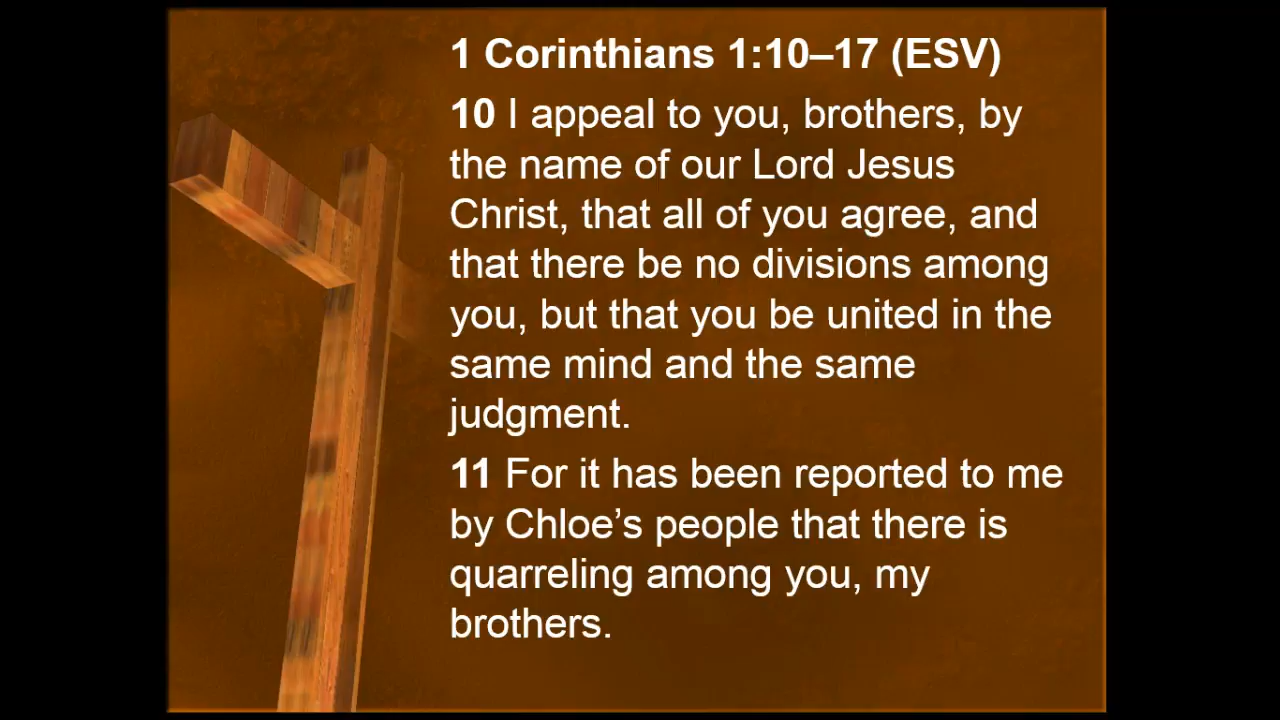 1 Corinthians 1:10–17 (ESV)
10 I appeal to you, brothers, by
the name of our Lord Jesus
Christ, that all of you agree, and
that there be no divisions among
you, but that you be united in the
same mind and the same
judgment.
11 For it has been reported to me
by Chloe’s people that there is
quarreling among you, my
brothers.